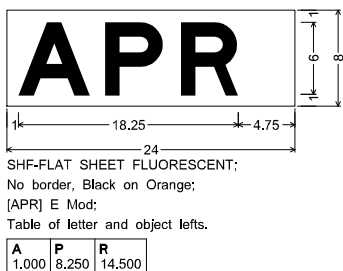 APR
1
6
8
1
1 18.25 4.75
24
SHF-FLAT SHEET FLUORESCENT;
No border, Black on Orange;
[APR] E Mod;
Table of letter and object lefts.
A P R
1.000 8.250 14.500